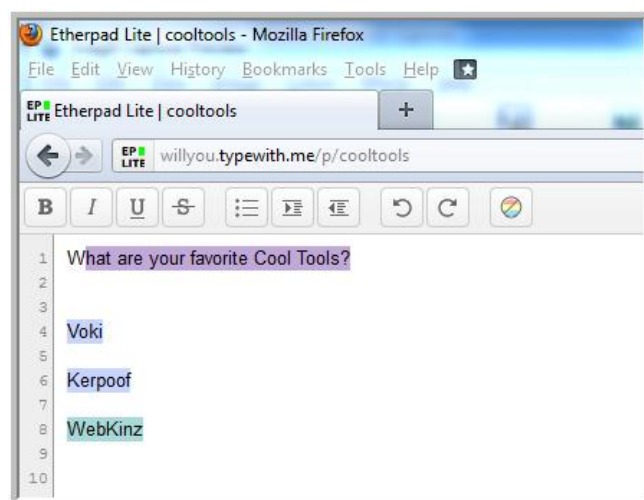 Etherpad Lite | cooltools - Mozilla Firefox
File Edit View History Bookmarks Tools Help
EP LITE Etherpad Lite | cooltools +
EP LITE willyou.typewith.me/p/cooltools
B I U S
1 What are your favorite Cool Tools?
2
3
4 Voki
5
6 Kerpoof
7
8 WebKinz
9
10